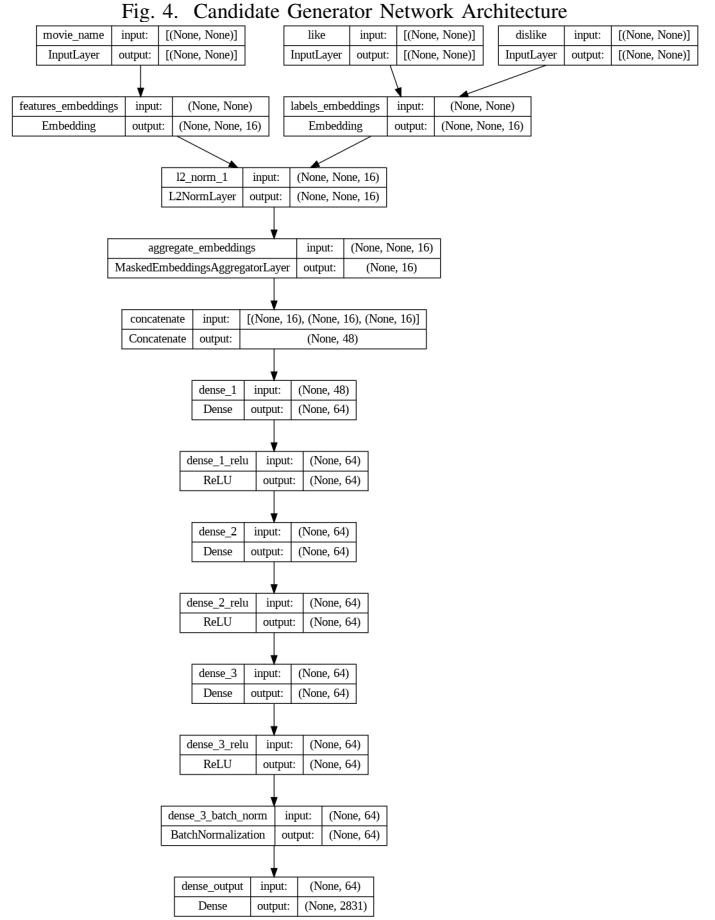 Fig. 4. Candidate Generator Network Architecture
movie_name input: [(None, None)]
InputLayer output: [(None, None)]
like input: [(None, None)]
InputLayer output: [(None, None)]
dislike input: [(None, None)]
InputLayer output: [(None, None)]
features_embeddings input: (None, None)
Embedding output: (None, None, 16)
labels_embeddings input: (None, None)
Embedding output: (None, None, 16)
l2_norm_1 input: (None, None, 16)
L2NormLayer output: (None, None, 16)
aggregate_embeddings input: (None, None, 16)
MaskedEmbeddingsAggregatorLayer output: (None, 16)
concatenate input: [(None, 16), (None, 16), (None, 16)]
Concatenate output: (None, 48)
dense_1 input: (None, 48)
Dense output: (None, 64)
dense_1_relu input: (None, 64)
ReLU output: (None, 64)
dense_2 input: (None, 64)
Dense output: (None, 64)
dense_2_relu input: (None, 64)
ReLU output: (None, 64)
dense_3 input: (None, 64)
Dense output: (None, 64)
dense_3_relu input: (None, 64)
ReLU output: (None, 64)
dense_3_batch_norm input: (None, 64)
BatchNormalization output: (None, 64)
dense_output input: (None, 64)
Dense output: (None, 2831)